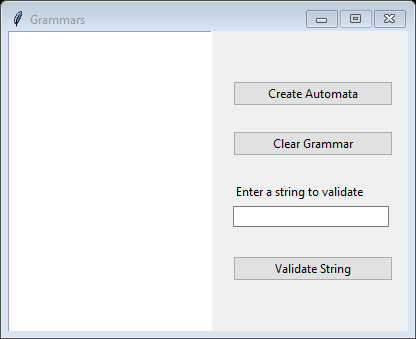 Grammars
Create Automata
Clear Grammar
Enter a string to validate
Validate String